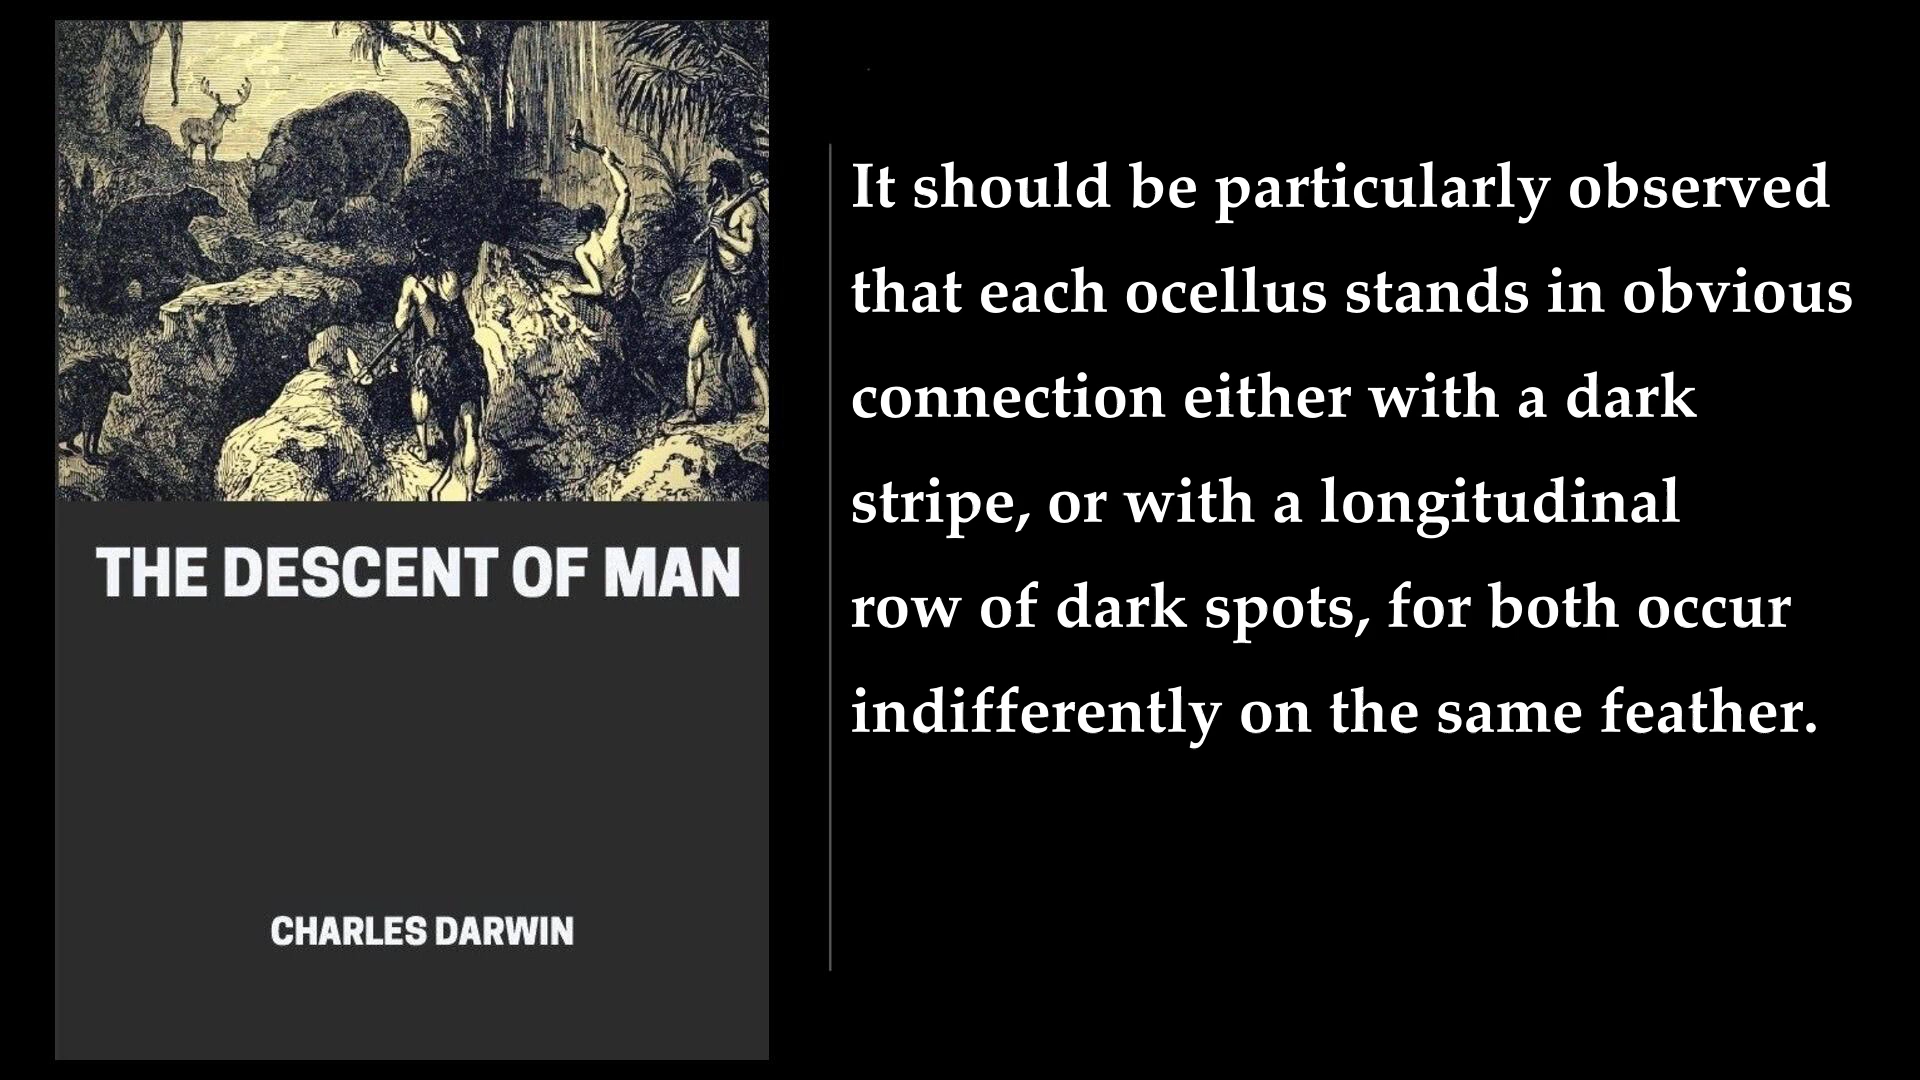 THE DESCENT OF MAN
CHARLES DARWIN
It should be particularly observed
that each ocellus stands in obvious
connection either with a dark
stripe, or with a longitudinal
row of dark spots, for both occur
indifferently on the same feather.